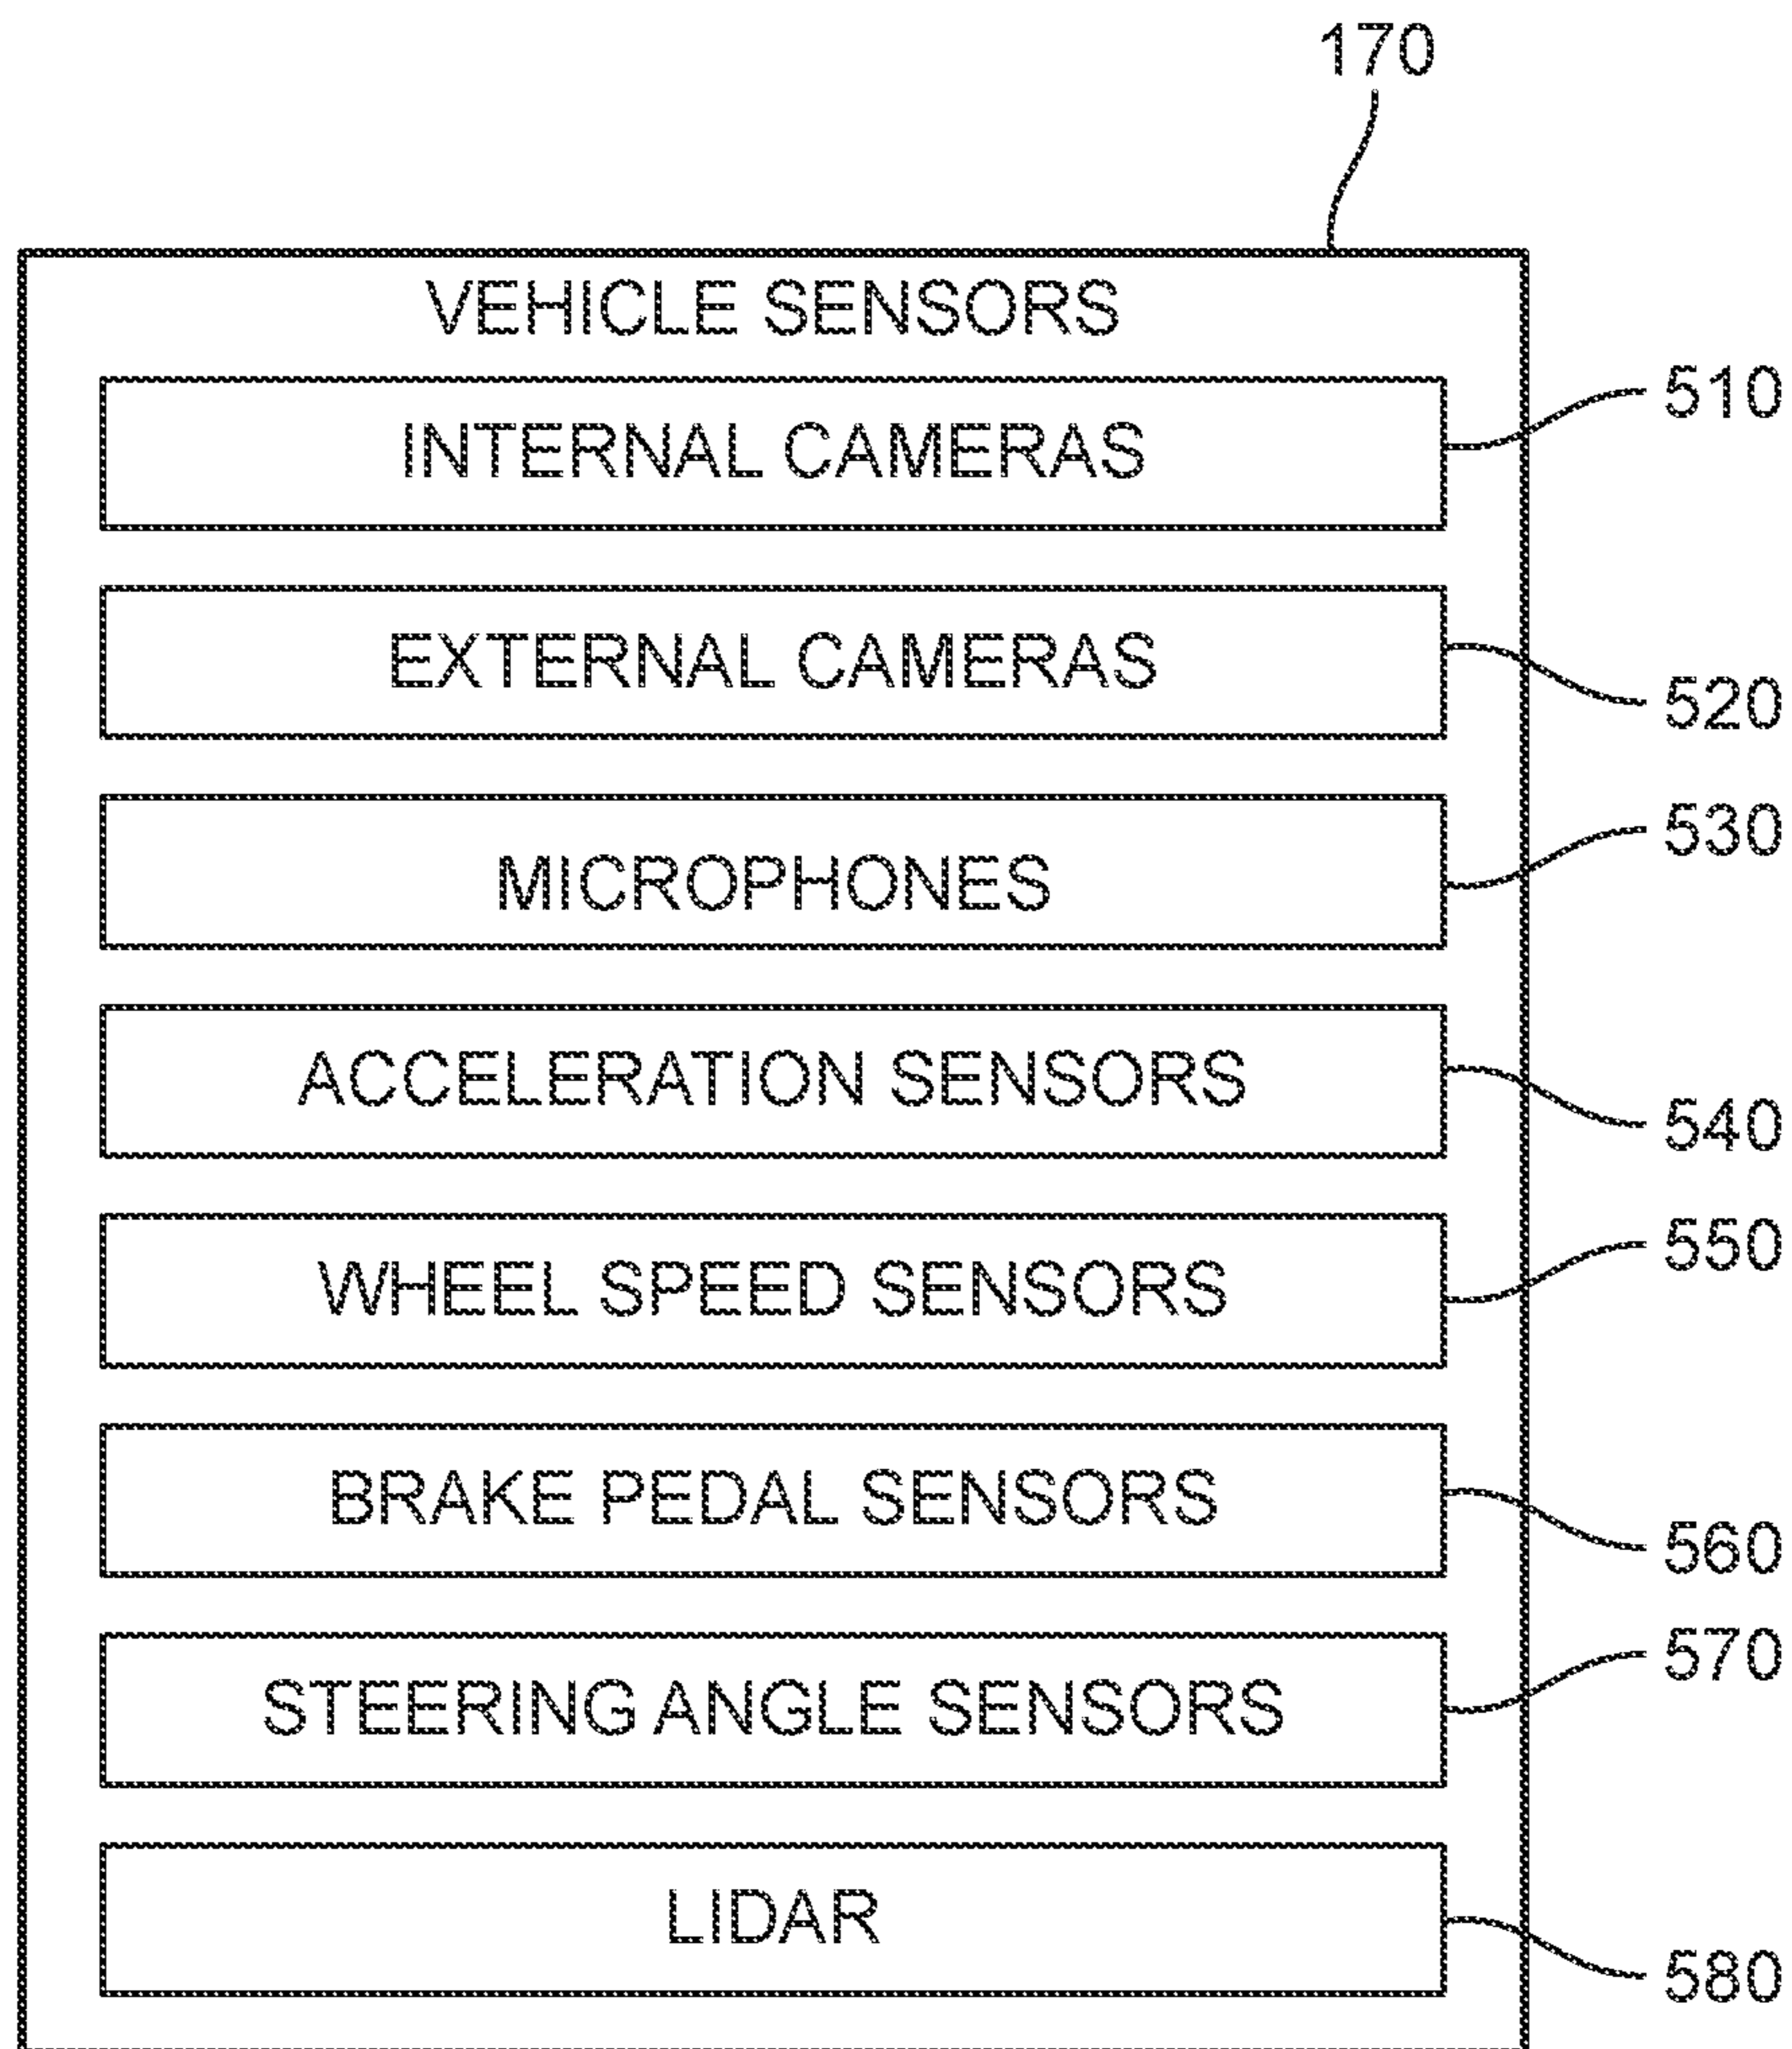 170
VEHICLE SENSORS
INTERNAL CAMERAS
510
EXTERNAL CAMERAS
520
MICROPHONES
530
ACCELERATION SENSORS
540
WHEEL SPEED SENSORS
550
BRAKE PEDAL SENSORS
560
STEERING ANGLE SENSORS
570
LIDAR
580